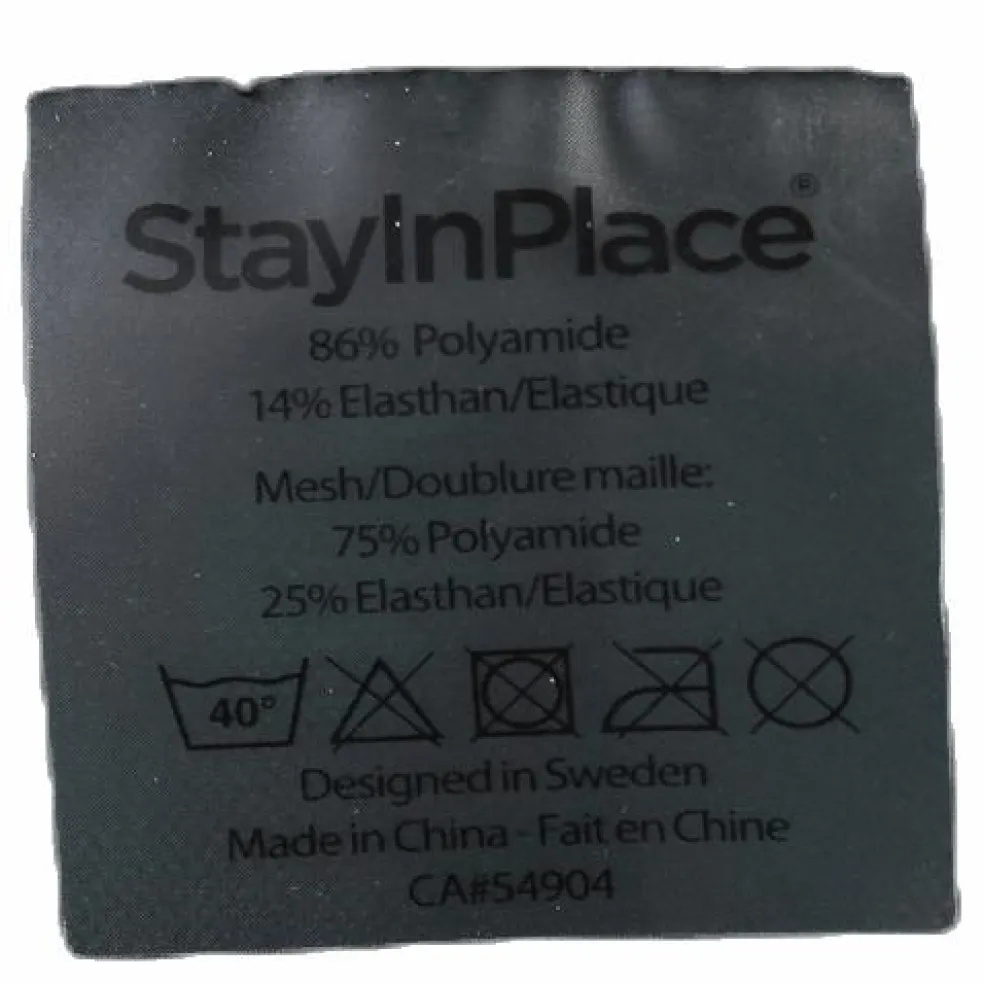 StayInPlace®
86% Polyamide
14% Elasthan/Elastique
Mesh/Doublure maille:
75% Polyamide
25% Elasthan/Elastique
40°
Designed in Sweden
Made in China - Fait en Chine
CA#54904